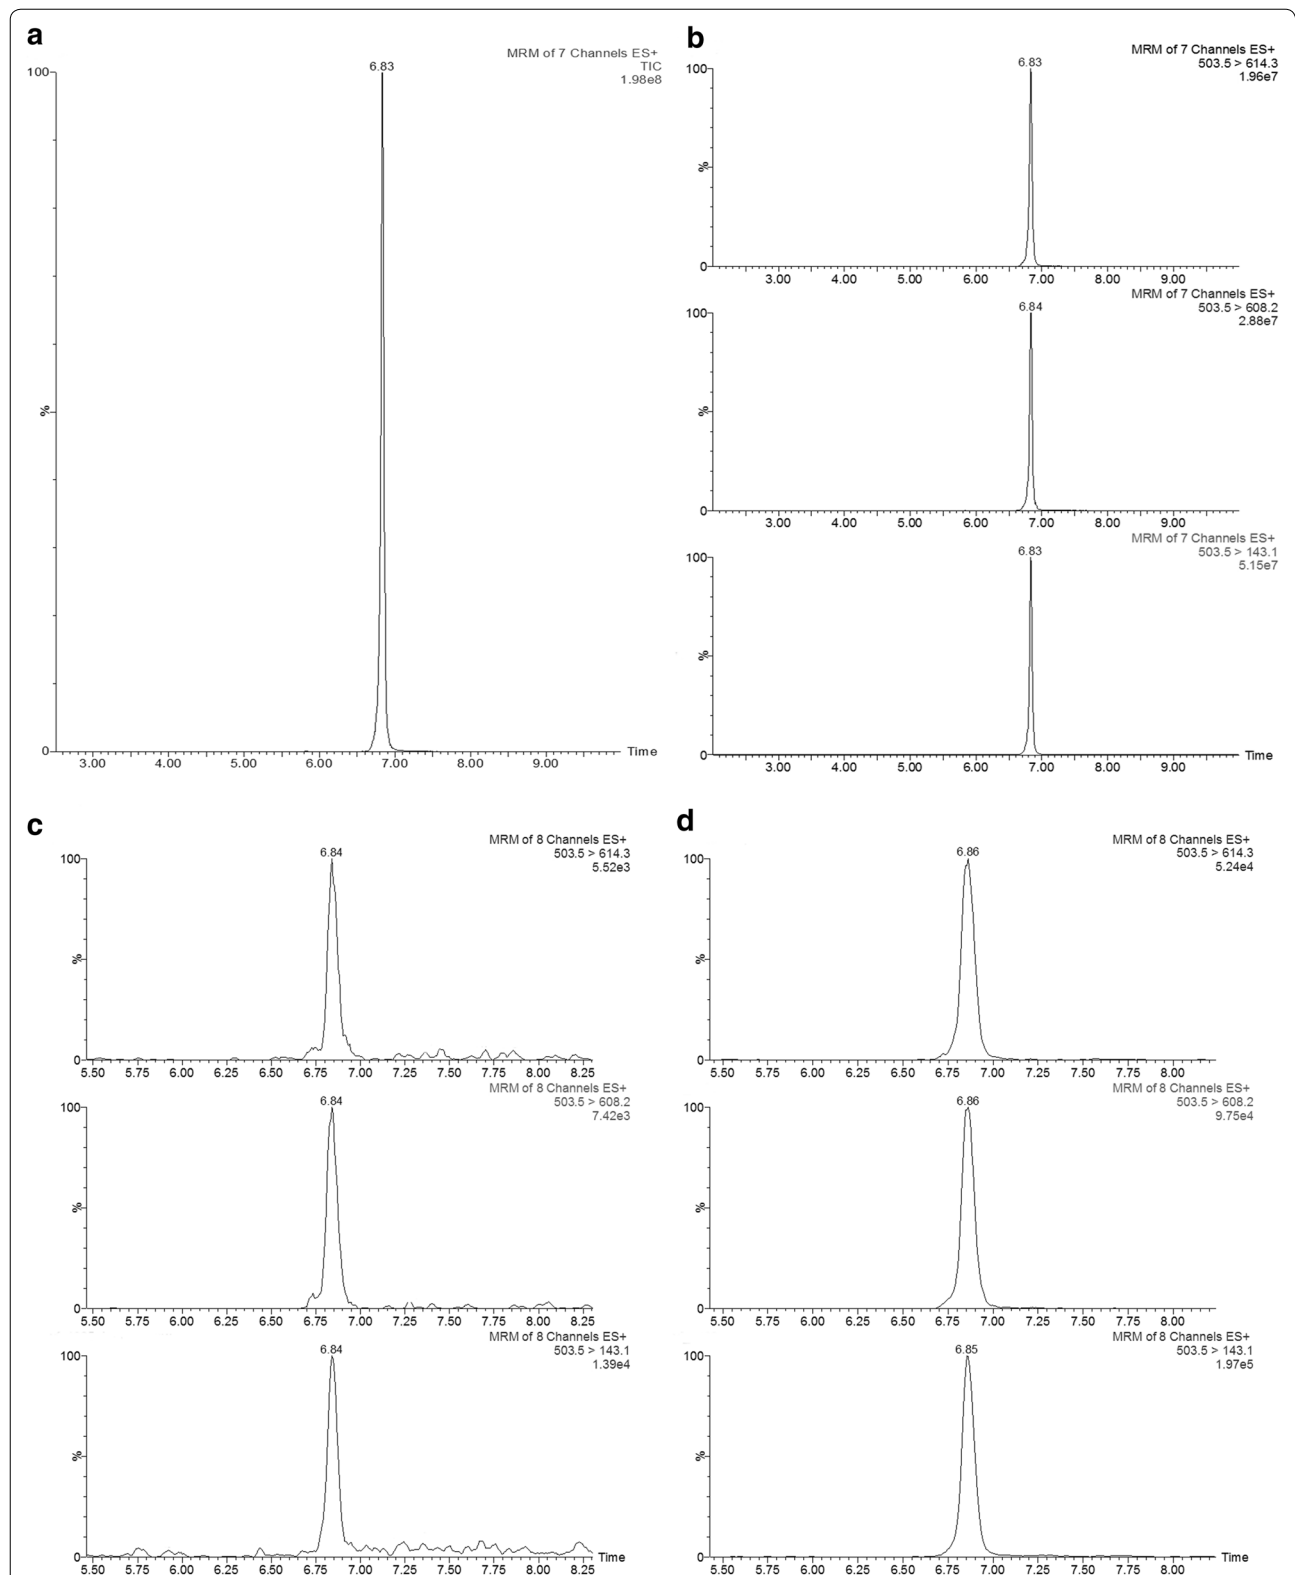 a
MRM of 7 Channels ES+
TIC
1.98e8
6.83
100
%
0
3.00 4.00 5.00 6.00 7.00 8.00 9.00
Time
b
MRM of 7 Channels ES+
503.5 > 614.3
1.96e7
6.83
100
%
0
3.00 4.00 5.00 6.00 7.00 8.00 9.00
MRM of 7 Channels ES+
503.5 > 608.2
2.88e7
6.84
100
%
0
3.00 4.00 5.00 6.00 7.00 8.00 9.00
MRM of 7 Channels ES+
503.5 > 143.1
5.15e7
6.83
100
%
0
3.00 4.00 5.00 6.00 7.00 8.00 9.00
Time
c
MRM of 8 Channels ES+
503.5 > 614.3
5.52e3
6.84
100
%
0
5.50 5.75 6.00 6.25 6.50 6.75 7.00 7.25 7.50 7.75 8.00 8.25
MRM of 8 Channels ES+
503.5 > 608.2
7.42e3
6.84
100
%
0
5.50 5.75 6.00 6.25 6.50 6.75 7.00 7.25 7.50 7.75 8.00 8.25
MRM of 8 Channels ES+
503.5 > 143.1
1.39e4
6.84
100
%
0
5.50 5.75 6.00 6.25 6.50 6.75 7.00 7.25 7.50 7.75 8.00 8.25
Time
d
MRM of 8 Channels ES+
503.5 > 614.3
5.24e4
6.86
100
%
0
5.50 5.75 6.00 6.25 6.50 6.75 7.00 7.25 7.50 7.75 8.00
MRM of 8 Channels ES+
503.5 > 608.2
9.75e4
6.86
100
%
0
5.50 5.75 6.00 6.25 6.50 6.75 7.00 7.25 7.50 7.75 8.00
MRM of 8 Channels ES+
503.5 > 143.1
1.97e5
6.85
100
%
0
5.50 5.75 6.00 6.25 6.50 6.75 7.00 7.25 7.50 7.75 8.00
Time